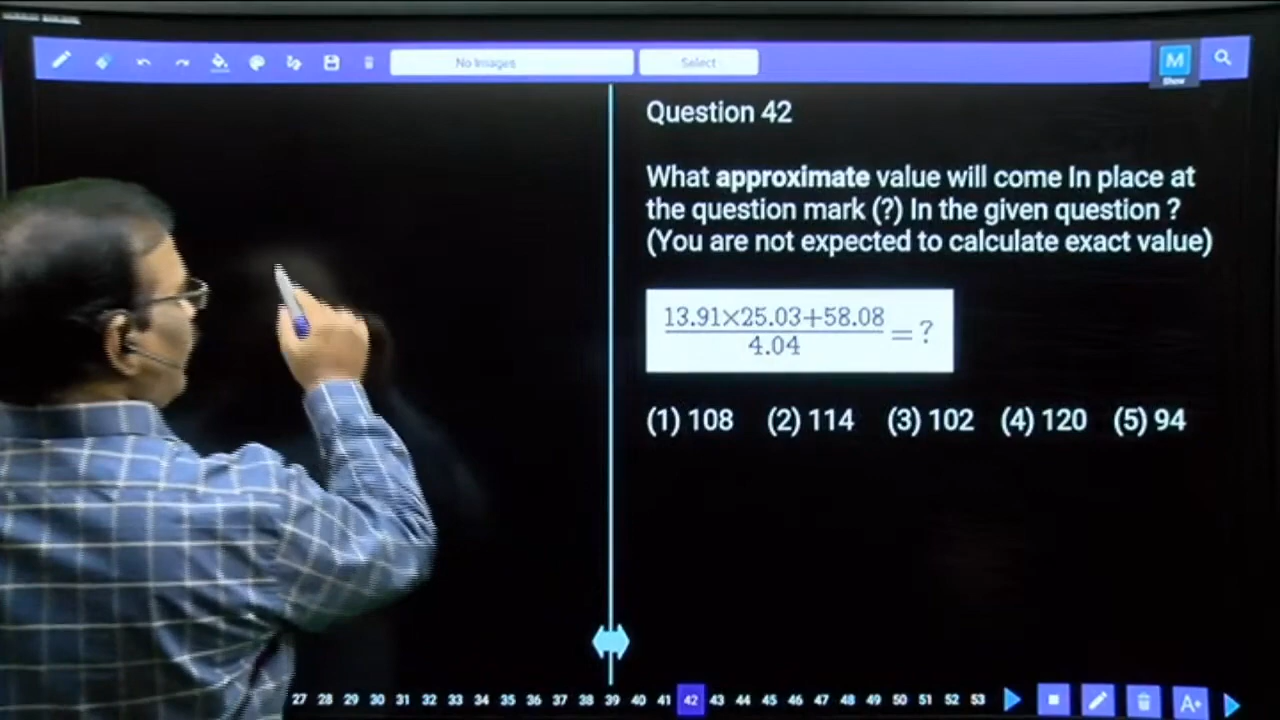 No Images
Select
M
Show
Question 42
What approximate value will come In place at
the question mark (?) In the given question ?
(You are not expected to calculate exact value)
13.91×25.03+58.08
4.04
= ?
(1) 108 (2) 114 (3) 102 (4) 120 (5) 94
27 28 29 30 31 32 33 34 35 36 37 38 39 40 41 42 43 44 45 46 47 48 49 50 51 52 53
A+